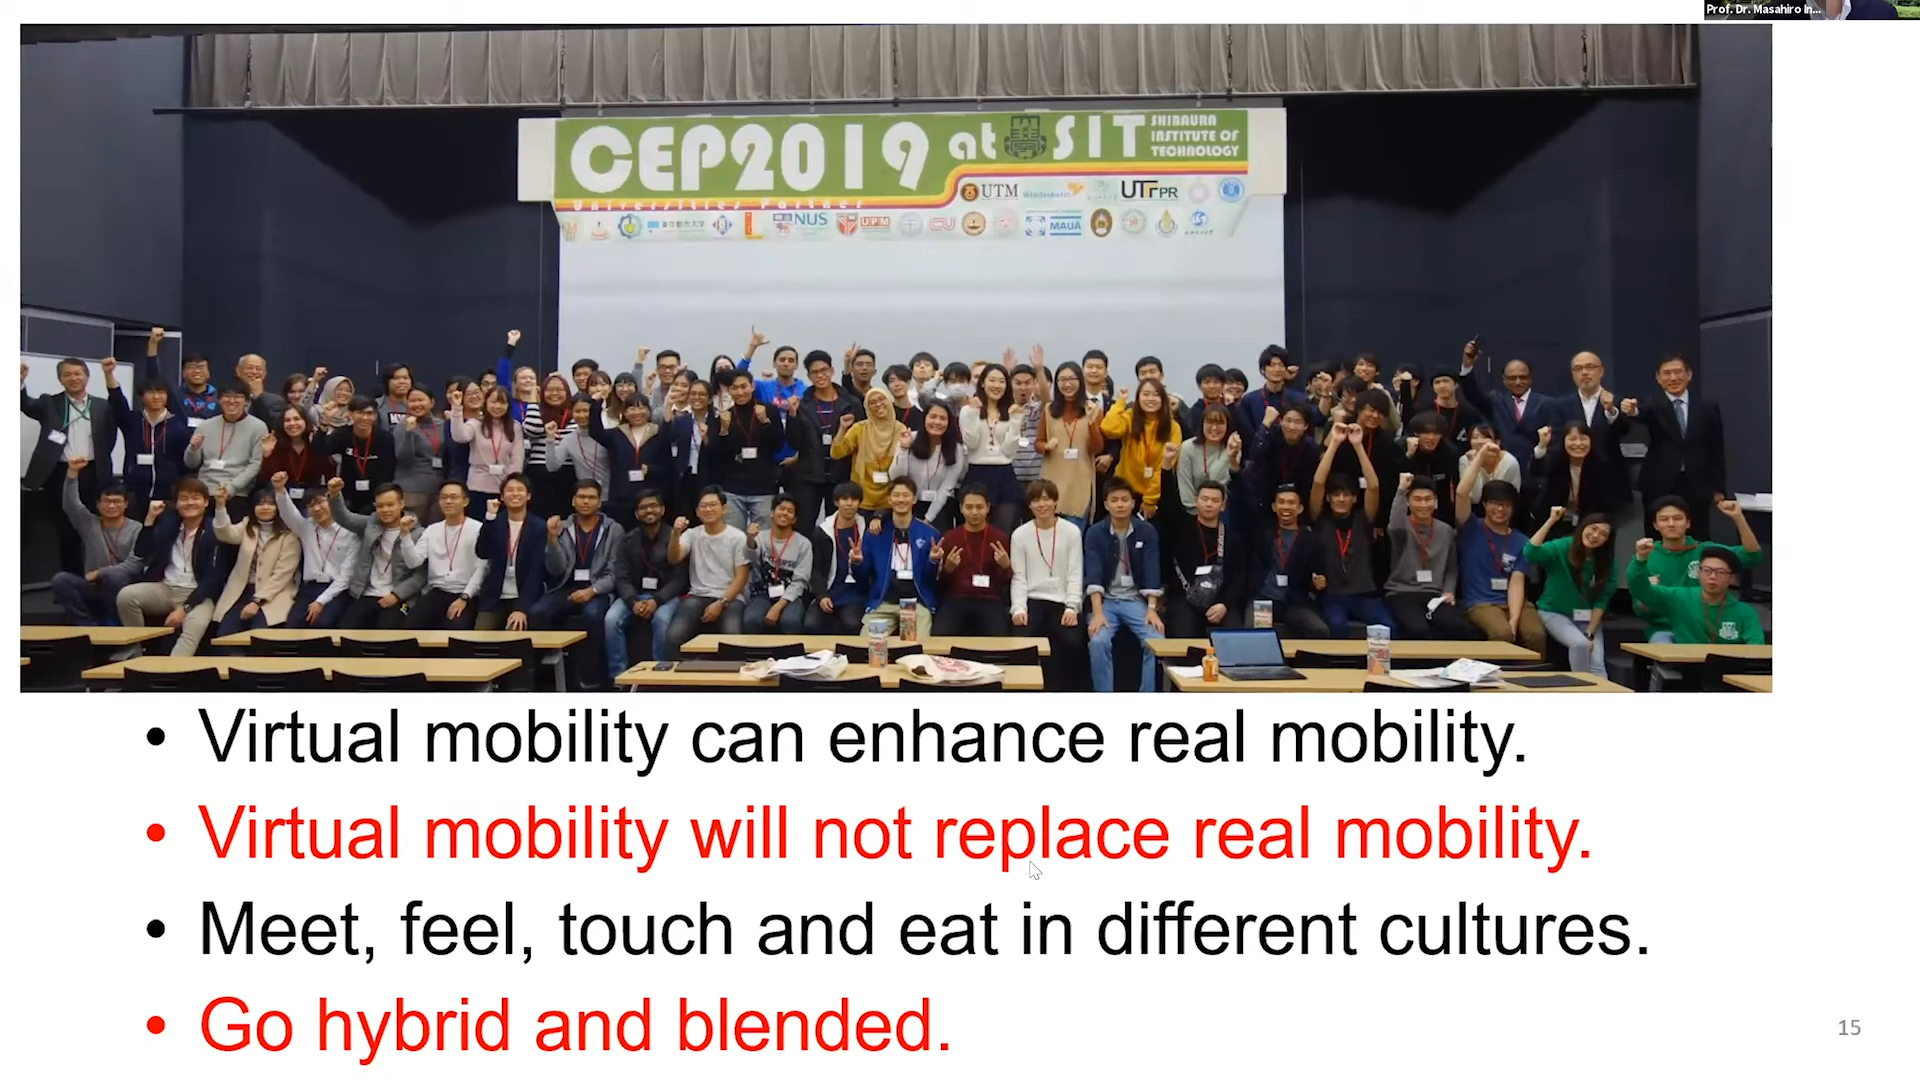 Prof. Dr. Masahiro In...
CEP2019 at SIT
SHIBAURA
INSTITUTE OF
TECHNOLOGY
Universities Partner
UTM Windesheim UTFPR
NUS UPM CU MAUÁ
• Virtual mobility can enhance real mobility.
• Virtual mobility will not replace real mobility.
• Meet, feel, touch and eat in different cultures.
• Go hybrid and blended.
15